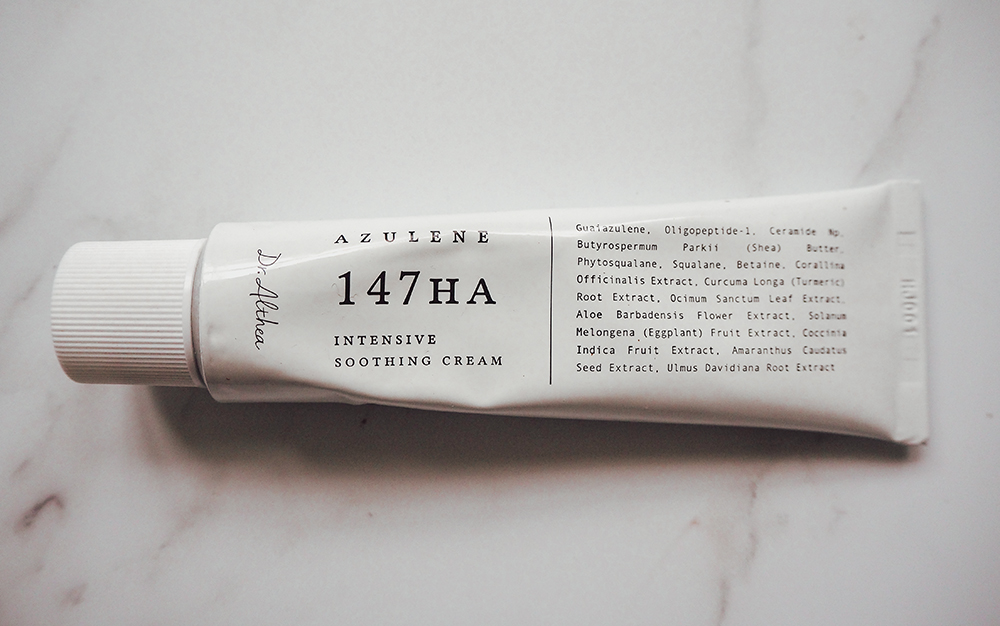 Dr. Althea
AZULENE
147HA
INTENSIVE
SOOTHING CREAM
Guaiazulene, Oligopeptide-1, Ceramide Np,
Butyrospermum Parkii (Shea) Butter,
Phytosqualane, Squalane, Betaine, Corallina
Officinalis Extract, Curcuma Longa (Turmeric)
Root Extract, Ocimum Sanctum Leaf Extract,
Aloe Barbadensis Flower Extract, Solanum
Melongena (Eggplant) Fruit Extract, Coccinia
Indica Fruit Extract, Amaranthus Caudatus
Seed Extract, Ulmus Davidiana Root Extract